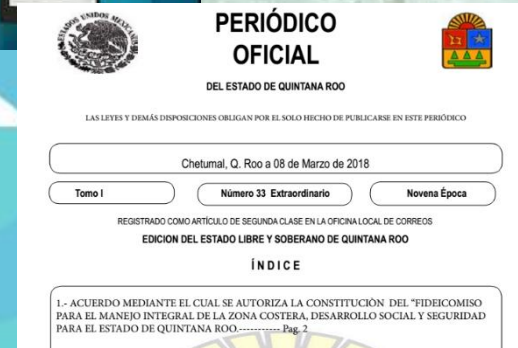 ESTADOS UNIDOS MEXICANOS
PERIÓDICO
OFICIAL
DEL ESTADO DE QUINTANA ROO
LAS LEYES Y DEMÁS DISPOSICIONES OBLIGAN POR EL SOLO HECHO DE PUBLICARSE EN ESTE PERIÓDICO
Chetumal, Q. Roo a 08 de Marzo de 2018
Tomo I Número 33 Extraordinario Novena Época
REGISTRADO COMO ARTÍCULO DE SEGUNDA CLASE EN LA OFICINA LOCAL DE CORREOS
EDICION DEL ESTADO LIBRE Y SOBERANO DE QUINTANA ROO
ÍNDICE
1.- ACUERDO MEDIANTE EL CUAL SE AUTORIZA LA CONSTITUCIÓN DEL "FIDEICOMISO
PARA EL MANEJO INTEGRAL DE LA ZONA COSTERA, DESARROLLO SOCIAL Y SEGURIDAD
PARA EL ESTADO DE QUINTANA ROO.----------- Pag. 2